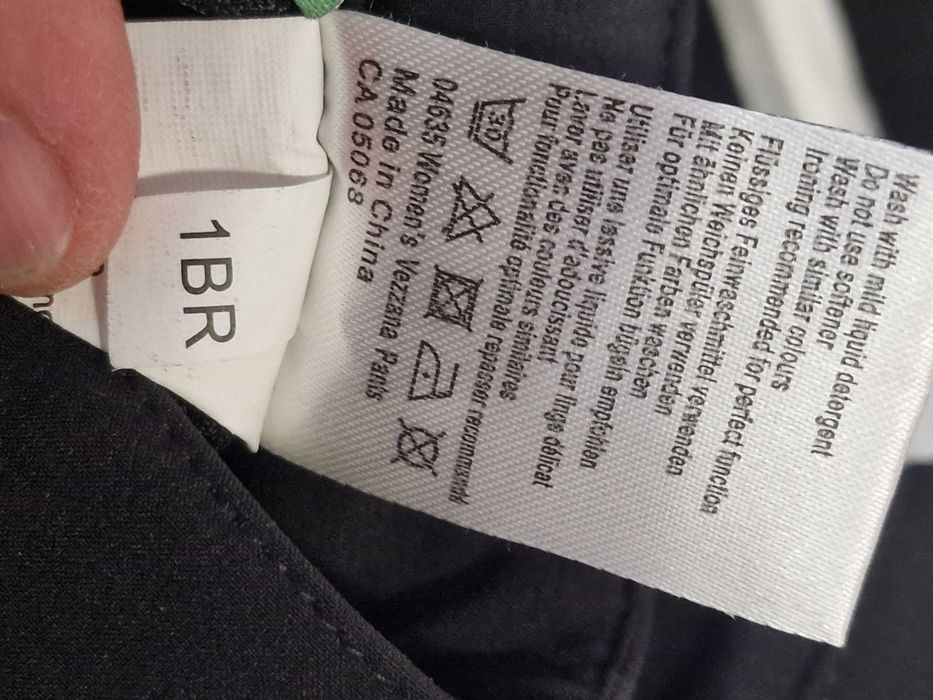 Wash with mild liquid detergent
Do not use softener
Wash with similar colours
Ironing recommended for perfect function
Flüssiges Feinwaschmittel verwenden
Keinen Weichspüler verwenden
Mit ähnlichen Farben waschen
Für optimale Funktion bügeln empfohlen
Utiliser une lessive liquide pour linge délicat
Ne pas utiliser d'adoucissant
Laver avec des couleurs similaires
Pour fonctionnalité optimale repasser recommandé
30
04635 Women's Vezzana Pants
Made in China
CA05068
1BR